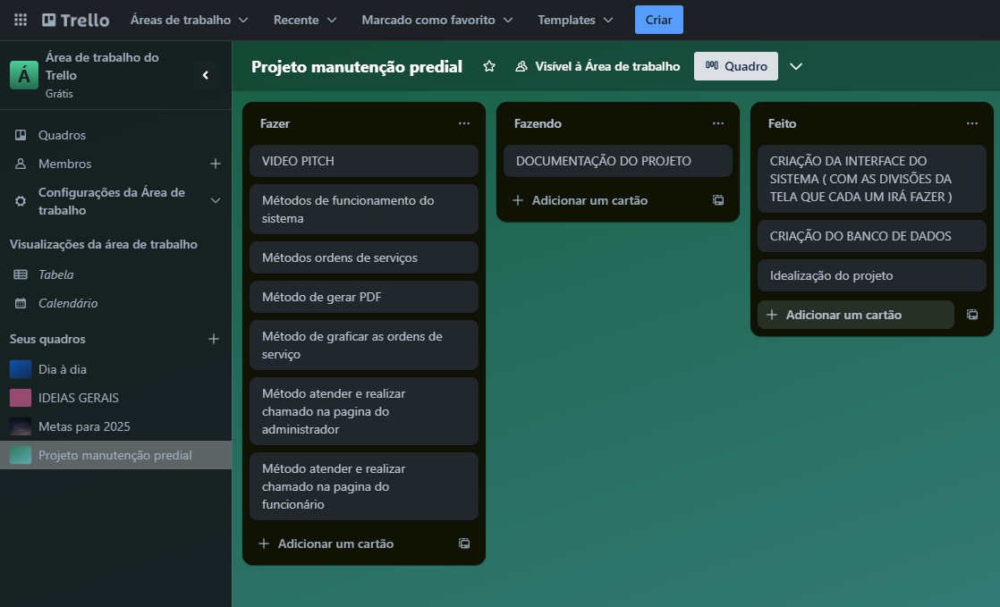 Trello
Áreas de trabalho
Recente
Marcado como favorito
Templates
Criar
Á
Área de trabalho do
Trello
Grátis
Quadros
Membros
Configurações da Área de
trabalho
Visualizações da área de trabalho
Tabela
Calendário
Seus quadros
Dia à dia
IDEIAS GERAIS
Metas para 2025
Projeto manutenção predial
Projeto manutenção predial
Visível à Área de trabalho
Quadro
Fazer
VIDEO PITCH
Métodos de funcionamento do
sistema
Métodos ordens de serviços
Método de gerar PDF
Método de graficar as ordens de
serviço
Método atender e realizar
chamado na pagina do
administrador
Método atender e realizar
chamado na pagina do
funcionário
Adicionar um cartão
Fazendo
DOCUMENTAÇÃO DO PROJETO
Adicionar um cartão
Feito
CRIAÇÃO DA INTERFACE DO
SISTEMA ( COM AS DIVISÕES DA
TELA QUE CADA UM IRÁ FAZER )
CRIAÇÃO DO BANCO DE DADOS
Idealização do projeto
Adicionar um cartão